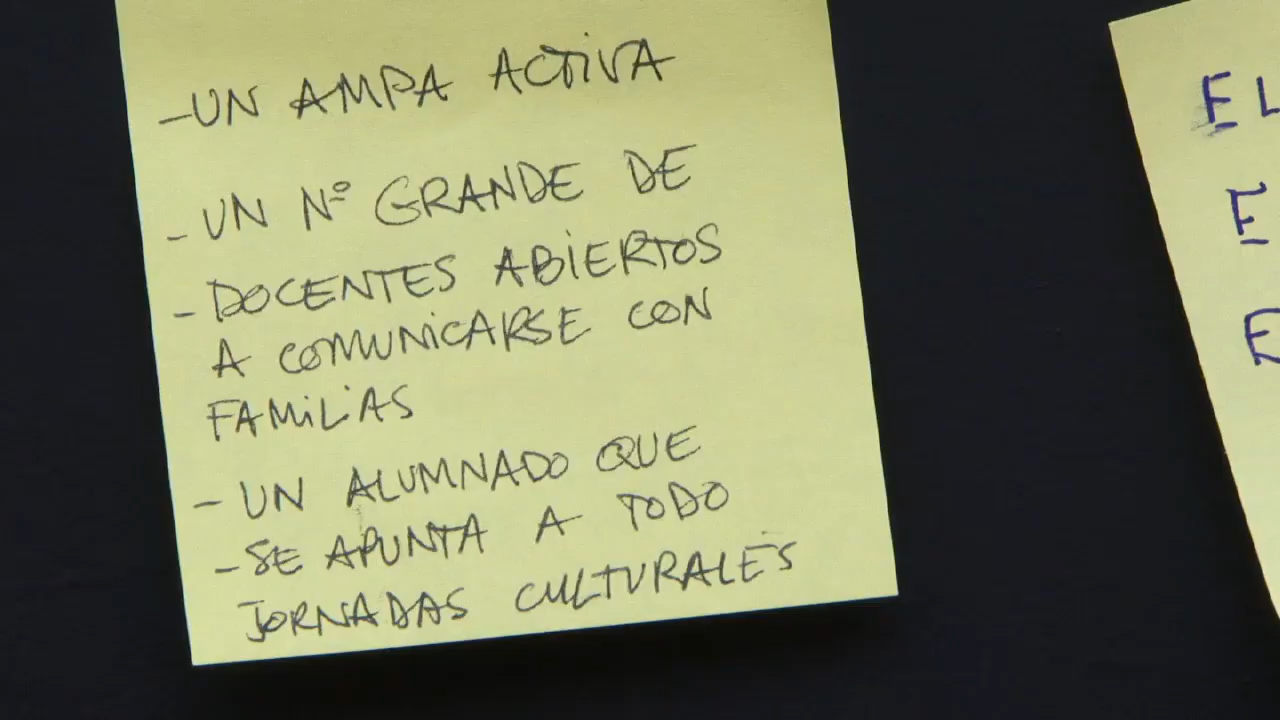 - UN AMPA ACTIVA
- UN Nº GRANDE DE
- DOCENTES ABIERTOS
A COMUNICARSE CON
FAMILIAS
- UN ALUMNADO QUE
- SE APUNTA A TODO
JORNADAS CULTURALES
EL
E
E